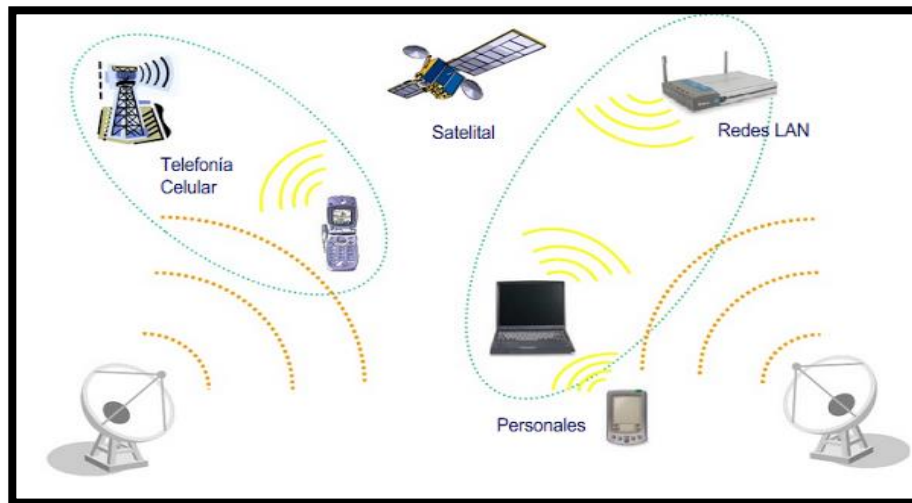 Telefonía
Celular
Satelital
Redes LAN
Personales